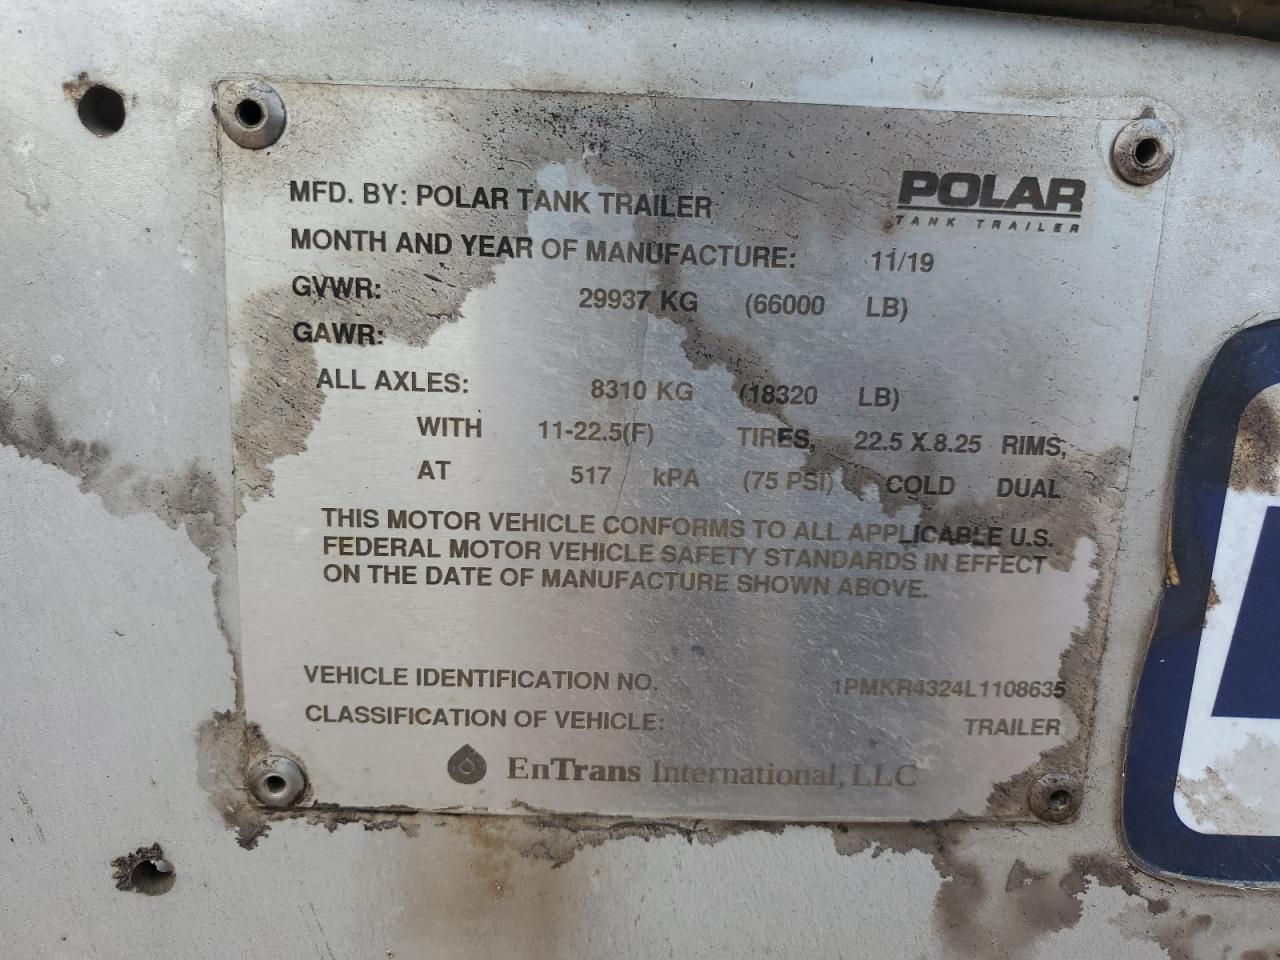 POLAR
TANK TRAILER
MFD. BY: POLAR TANK TRAILER
MONTH AND YEAR OF MANUFACTURE: 11/19
GVWR: 29937 KG (66000 LB)
GAWR:
ALL AXLES: 8310 KG (18320 LB)
WITH 11-22.5(F) TIRES, 22.5 X 8.25 RIMS,
AT 517 kPA (75 PSI) COLD DUAL
THIS MOTOR VEHICLE CONFORMS TO ALL APPLICABLE U.S.
FEDERAL MOTOR VEHICLE SAFETY STANDARDS IN EFFECT
ON THE DATE OF MANUFACTURE SHOWN ABOVE.
VEHICLE IDENTIFICATION NO. 1PMKR4324L1108635
CLASSIFICATION OF VEHICLE: TRAILER
EnTrans International, LLC